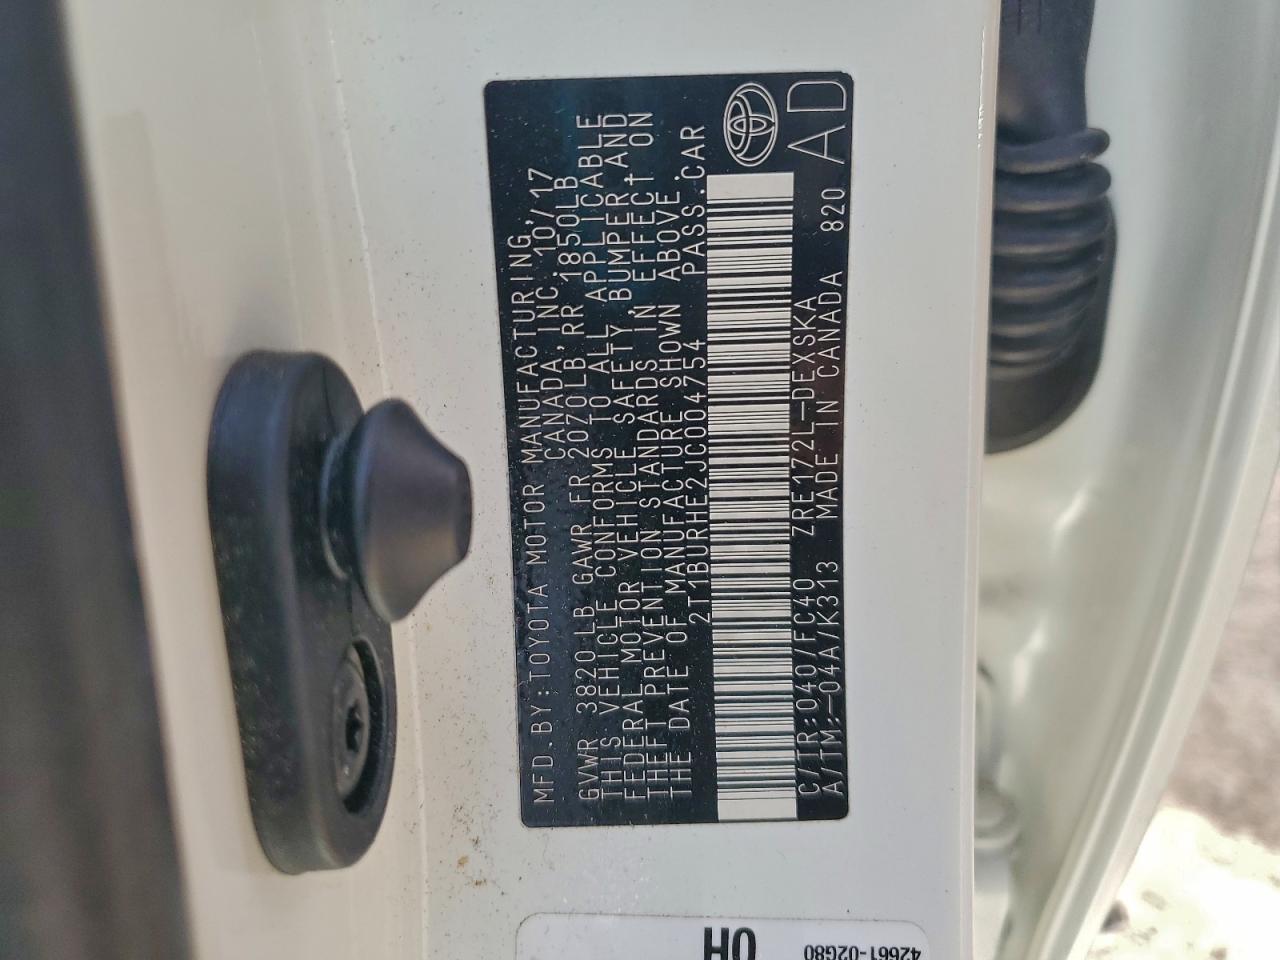 MFD.BY:TOYOTA MOTOR MANUFACTURING,
CANADA,INC. 10/17
GVWR 3820 LB GAWR FR 2070LB,RR 1850LB
THIS VEHICLE CONFORMS TO ALL APPLICABLE
FEDERAL MOTOR VEHICLE SAFETY,BUMPER,AND
THEFT PREVENTION STANDARDS IN EFFECT ON
THE DATE OF MANUFACTURE SHOWN ABOVE.
2T1BURHE2JC004754 PASS.CAR
C/TR:040/FC40 ZRE172L-DEXSKA
A/TM:-04A/K313 MADE IN CANADA 820
AD
0H
42661-02G80